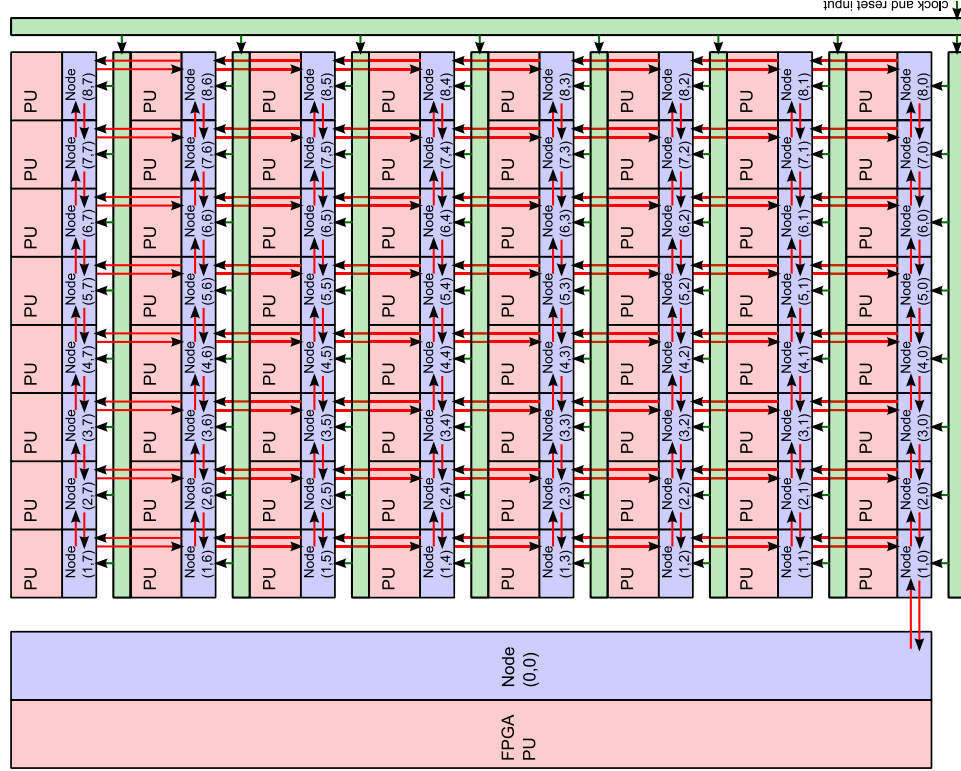 clock and reset input
PU
Node
(8,7)
PU
Node
(8,6)
PU
Node
(8,5)
PU
Node
(8,4)
PU
Node
(8,3)
PU
Node
(8,2)
PU
Node
(8,1)
PU
Node
(8,0)
PU
Node
(7,7)
PU
Node
(7,6)
PU
Node
(7,5)
PU
Node
(7,4)
PU
Node
(7,3)
PU
Node
(7,2)
PU
Node
(7,1)
PU
Node
(7,0)
PU
Node
(6,7)
PU
Node
(6,6)
PU
Node
(6,5)
PU
Node
(6,4)
PU
Node
(6,3)
PU
Node
(6,2)
PU
Node
(6,1)
PU
Node
(6,0)
PU
Node
(5,7)
PU
Node
(5,6)
PU
Node
(5,5)
PU
Node
(5,4)
PU
Node
(5,3)
PU
Node
(5,2)
PU
Node
(5,1)
PU
Node
(5,0)
PU
Node
(4,7)
PU
Node
(4,6)
PU
Node
(4,5)
PU
Node
(4,4)
PU
Node
(4,3)
PU
Node
(4,2)
PU
Node
(4,1)
PU
Node
(4,0)
PU
Node
(3,7)
PU
Node
(3,6)
PU
Node
(3,5)
PU
Node
(3,4)
PU
Node
(3,3)
PU
Node
(3,2)
PU
Node
(3,1)
PU
Node
(3,0)
PU
Node
(2,7)
PU
Node
(2,6)
PU
Node
(2,5)
PU
Node
(2,4)
PU
Node
(2,3)
PU
Node
(2,2)
PU
Node
(2,1)
PU
Node
(2,0)
PU
Node
(1,7)
PU
Node
(1,6)
PU
Node
(1,5)
PU
Node
(1,4)
PU
Node
(1,3)
PU
Node
(1,2)
PU
Node
(1,1)
PU
Node
(1,0)
Node
(0,0)
FPGA
PU